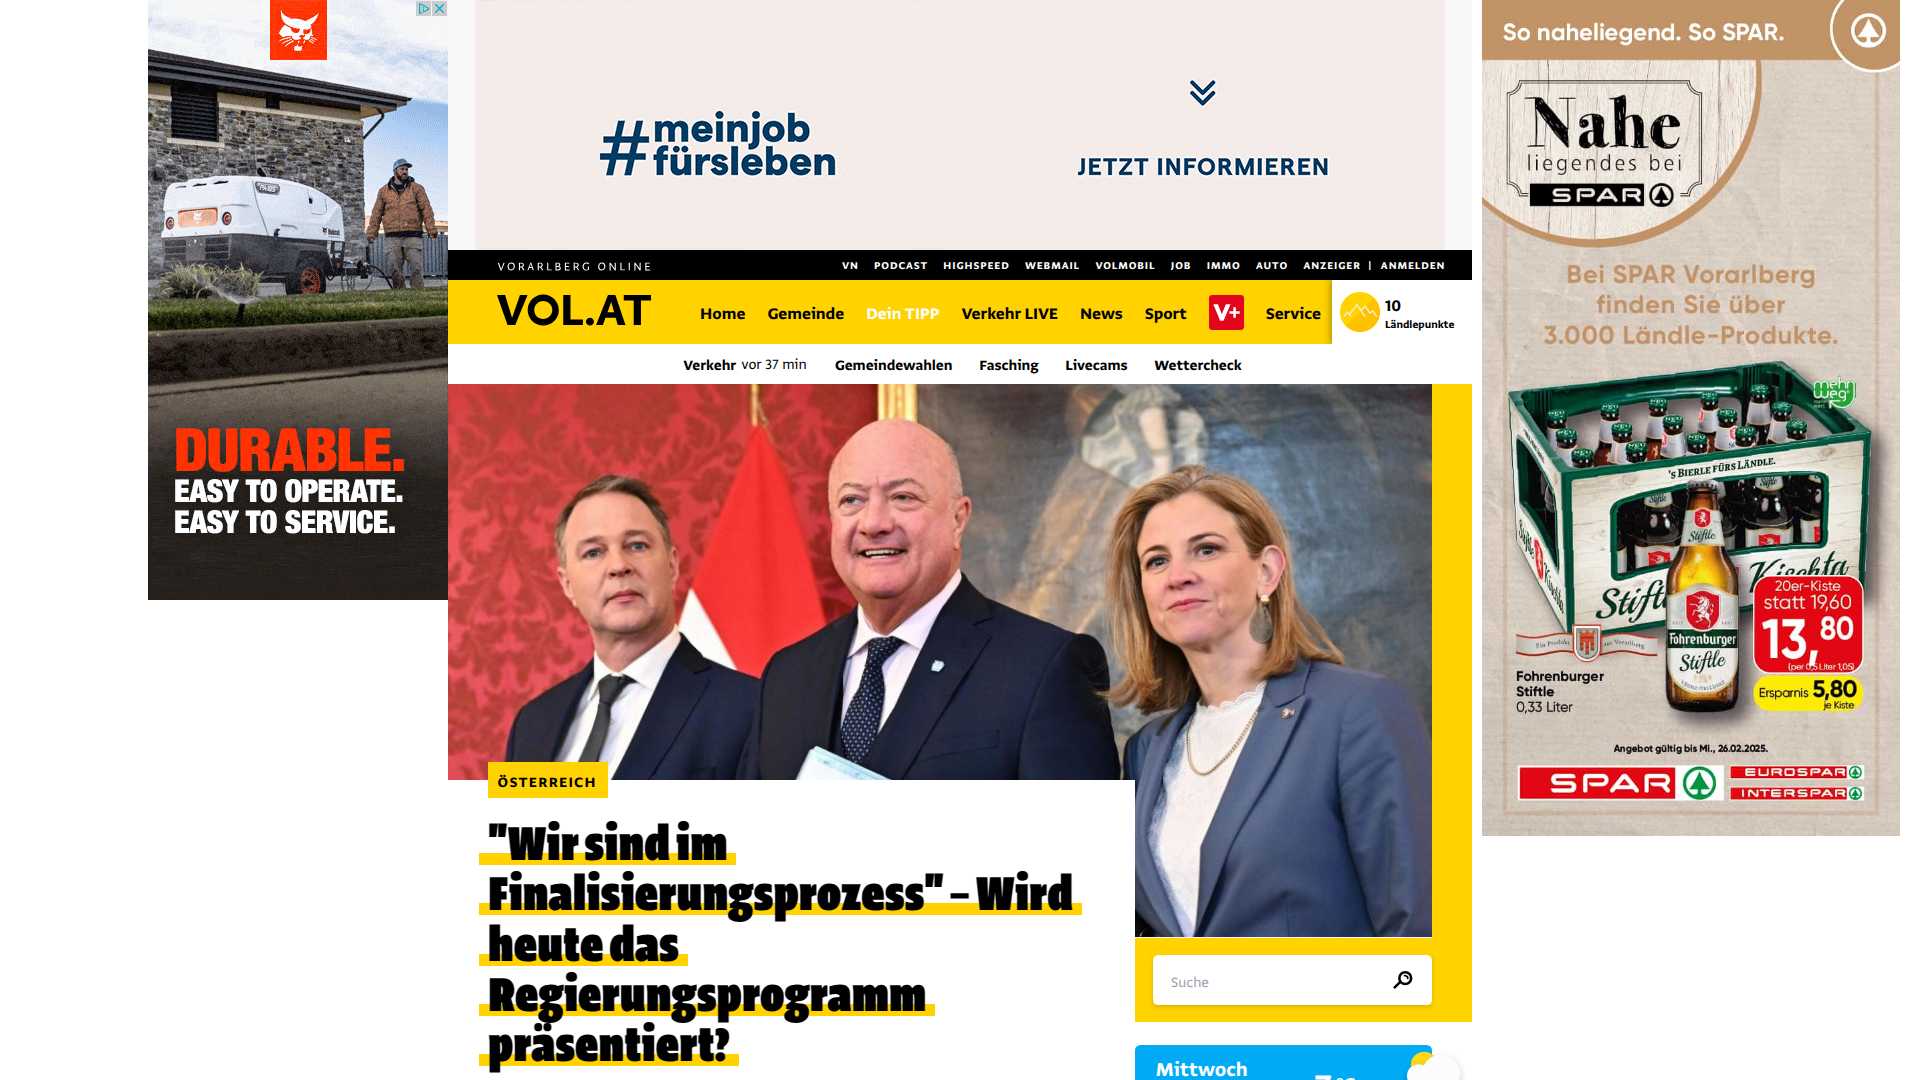 DURABLE.
EASY TO OPERATE.
EASY TO SERVICE.
#meinjob
fürsleben
JETZT INFORMIEREN
VORARLBERG ONLINE
VN PODCAST HIGHSPEED WEBMAIL VOLMOBIL JOB IMMO AUTO ANZEIGER | ANMELDEN
VOL.AT
Home Gemeinde Dein TIPP Verkehr LIVE News Sport V+ Service
10
Ländlepunkte
Verkehr vor 37 min Gemeindewahlen Fasching Livecams Wettercheck
ÖSTERREICH
"Wir sind im
Finalisierungsprozess" – Wird
heute das
Regierungsprogramm
präsentiert?
Suche
Mittwoch
So naheliegend. So SPAR.
Nahe
liegendes bei
SPAR
Bei SPAR Vorarlberg
finden Sie über
3.000 Ländle-Produkte.
mehr
weg
's BIERLE FÜRS LÄNDLE.
Stiftle
Kischta
20er-Kiste
statt 19,60
13,80
(per 0,5 Liter 1,05)
Ein Produkt aus Vorarlberg
Fohrenburger
Stiftle
Ersparnis 5,80
je Kiste
Fohrenburger
Stiftle
0,33 Liter
Angebot gültig bis Mi., 26.02.2025.
SPAR
EUROSPAR
INTERSPAR